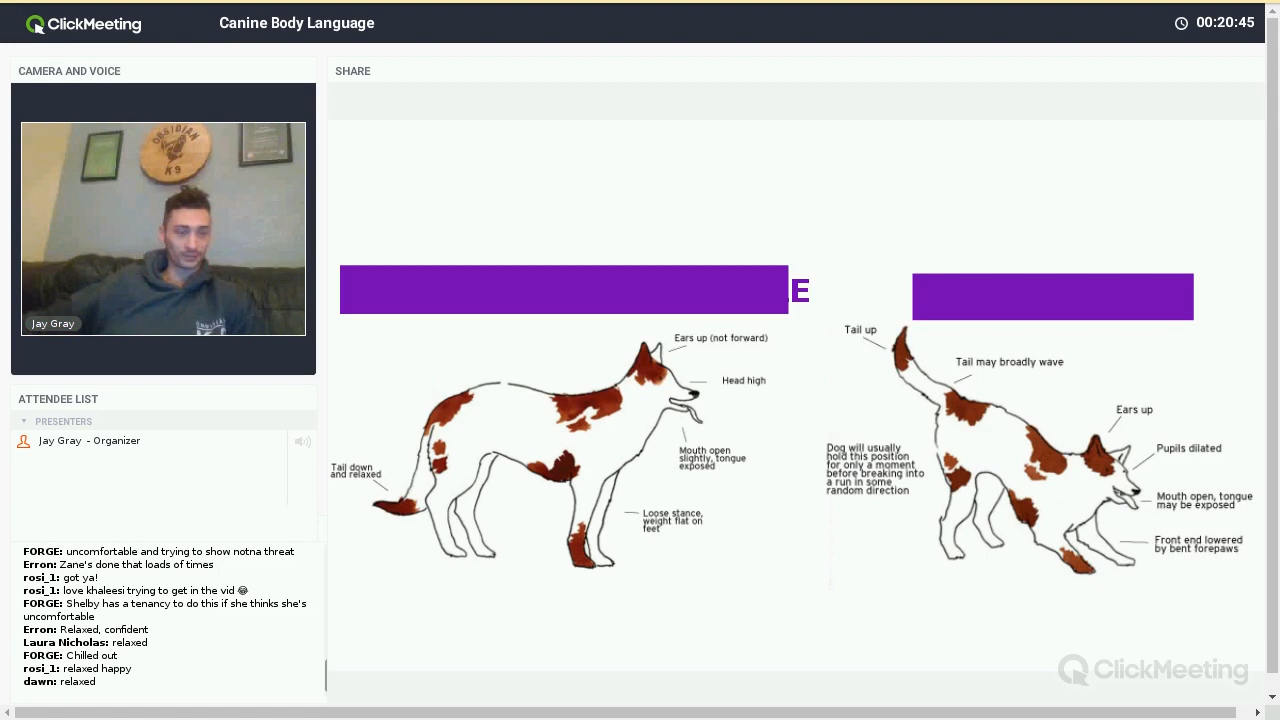 ClickMeeting
Canine Body Language
00:20:45
CAMERA AND VOICE
SHARE
OBSIDIAN
K9
Jay Gray
ATTENDEE LIST
PRESENTERS
Jay Gray - Organizer
FORGE: uncomfortable and trying to show notna threat
Erron: Zane's done that loads of times
rosi_1: got ya!
rosi_1: love khaleesi trying to get in the vid 😂
FORGE: Shelby has a tenancy to do this if she thinks she's
uncomfortable
Erron: Relaxed, confident
Laura Nicholas: relaxed
FORGE: Chilled out
rosi_1: relaxed happy
dawn: relaxed
E
Ears up (not forward)
Head high
Mouth open
slightly, tongue
exposed
Tail down
and relaxed
Loose stance,
weight flat on
feet
Tail up
Tail may broadly wave
Ears up
Pupils dilated
Dog will usually
hold this position
for only a moment
before breaking into
a run in some
random direction
Mouth open, tongue
may be exposed
Front end lowered
by bent forepaws
ClickMeeting